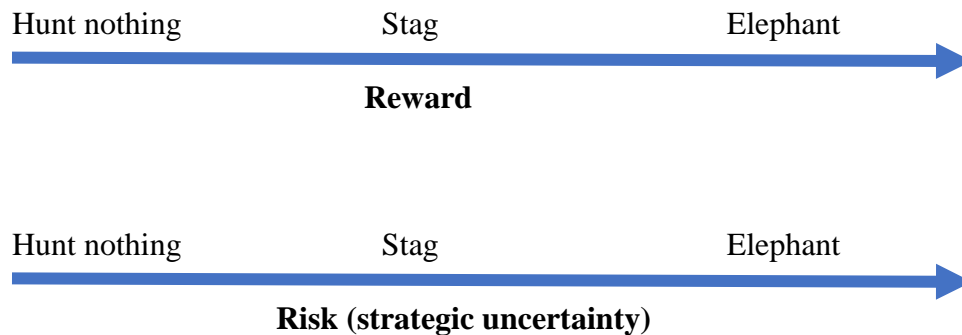 Hunt nothing Stag Elephant
Reward
Hunt nothing Stag Elephant
Risk (strategic uncertainty)